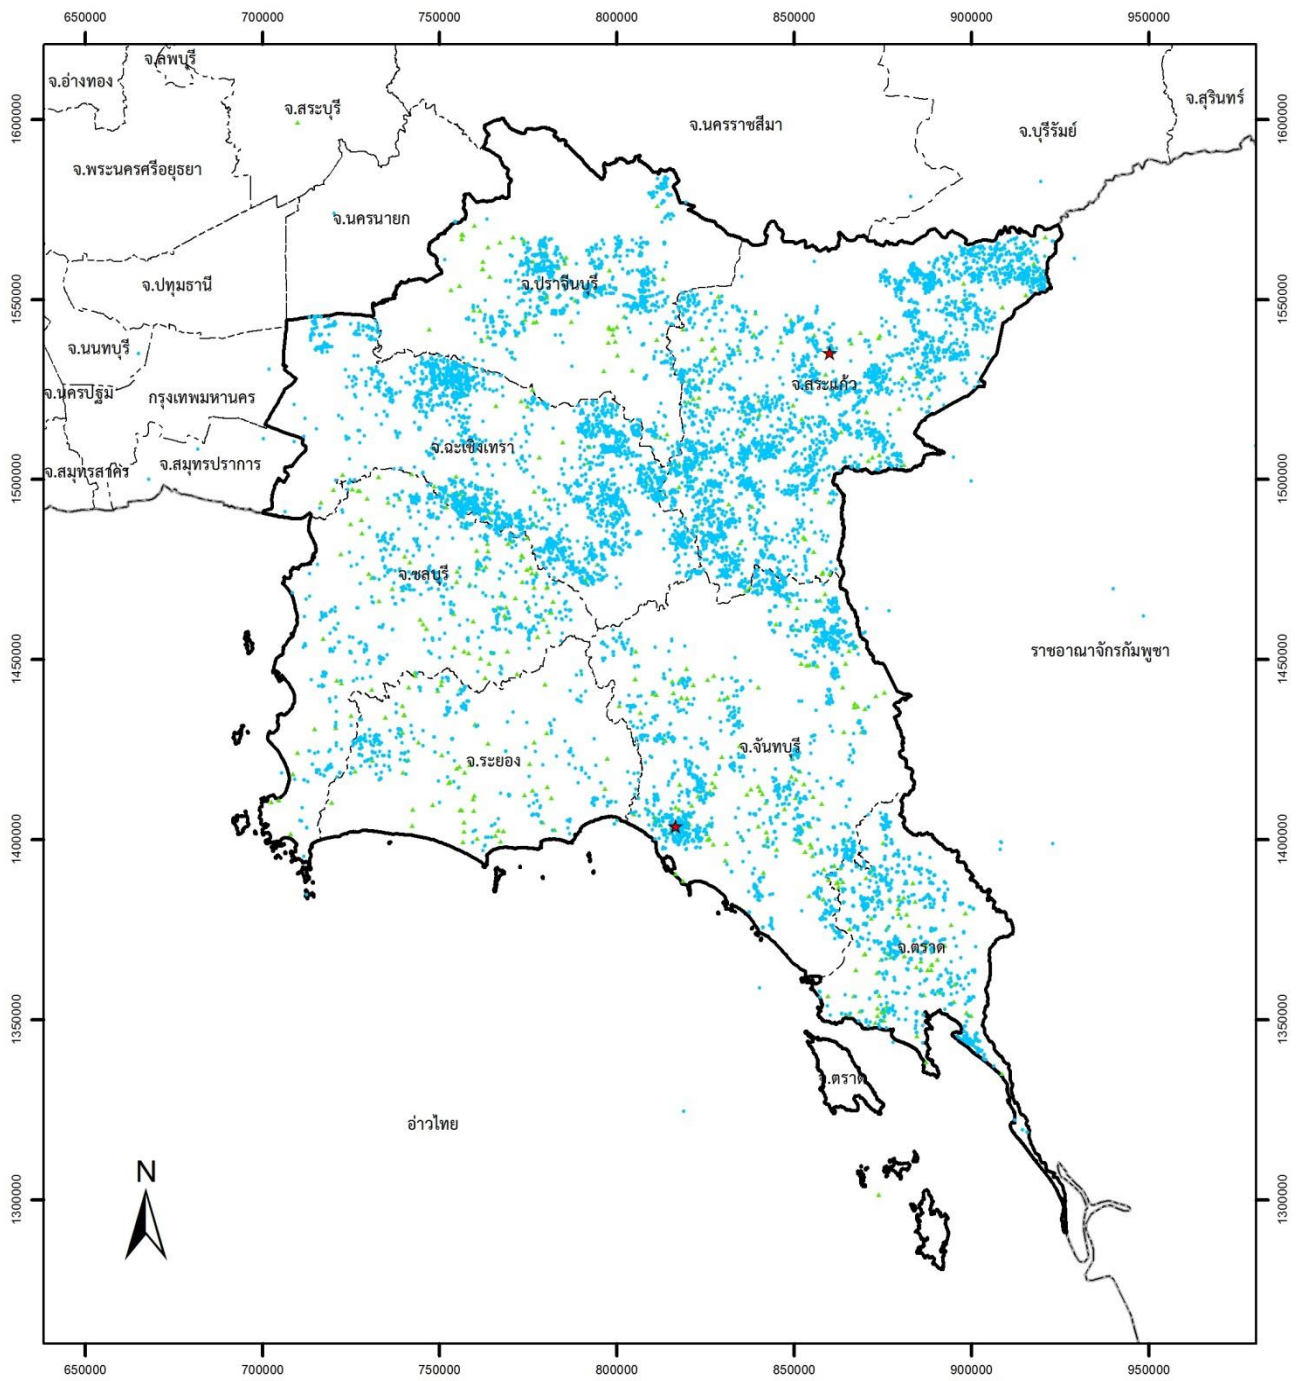 650000 700000 750000 800000 850000 900000 950000
จ.ลพบุรี
จ.อ่างทอง
จ.สุรินทร์
จ.สระบุรี
1600000
1600000
จ.นครราชสีมา
จ.บุรีรัมย์
จ.พระนครศรีอยุธยา
จ.นครนายก
จ.ปทุมธานี
จ.ปราจีนบุรี
1550000
1550000
จ.นนทบุรี
จ.สระแก้ว
จ.นครปฐม
กรุงเทพมหานคร
จ.ฉะเชิงเทรา
จ.สมุทรสาคร
จ.สมุทรปราการ
1500000
1500000
จ.ชลบุรี
1450000
1450000
ราชอาณาจักรกัมพูชา
จ.จันทบุรี
จ.ระยอง
1400000
1400000
จ.ตราด
1350000
1350000
จ.ตราด
อ่าวไทย
N
1300000
1300000
650000 700000 750000 800000 850000 900000 950000